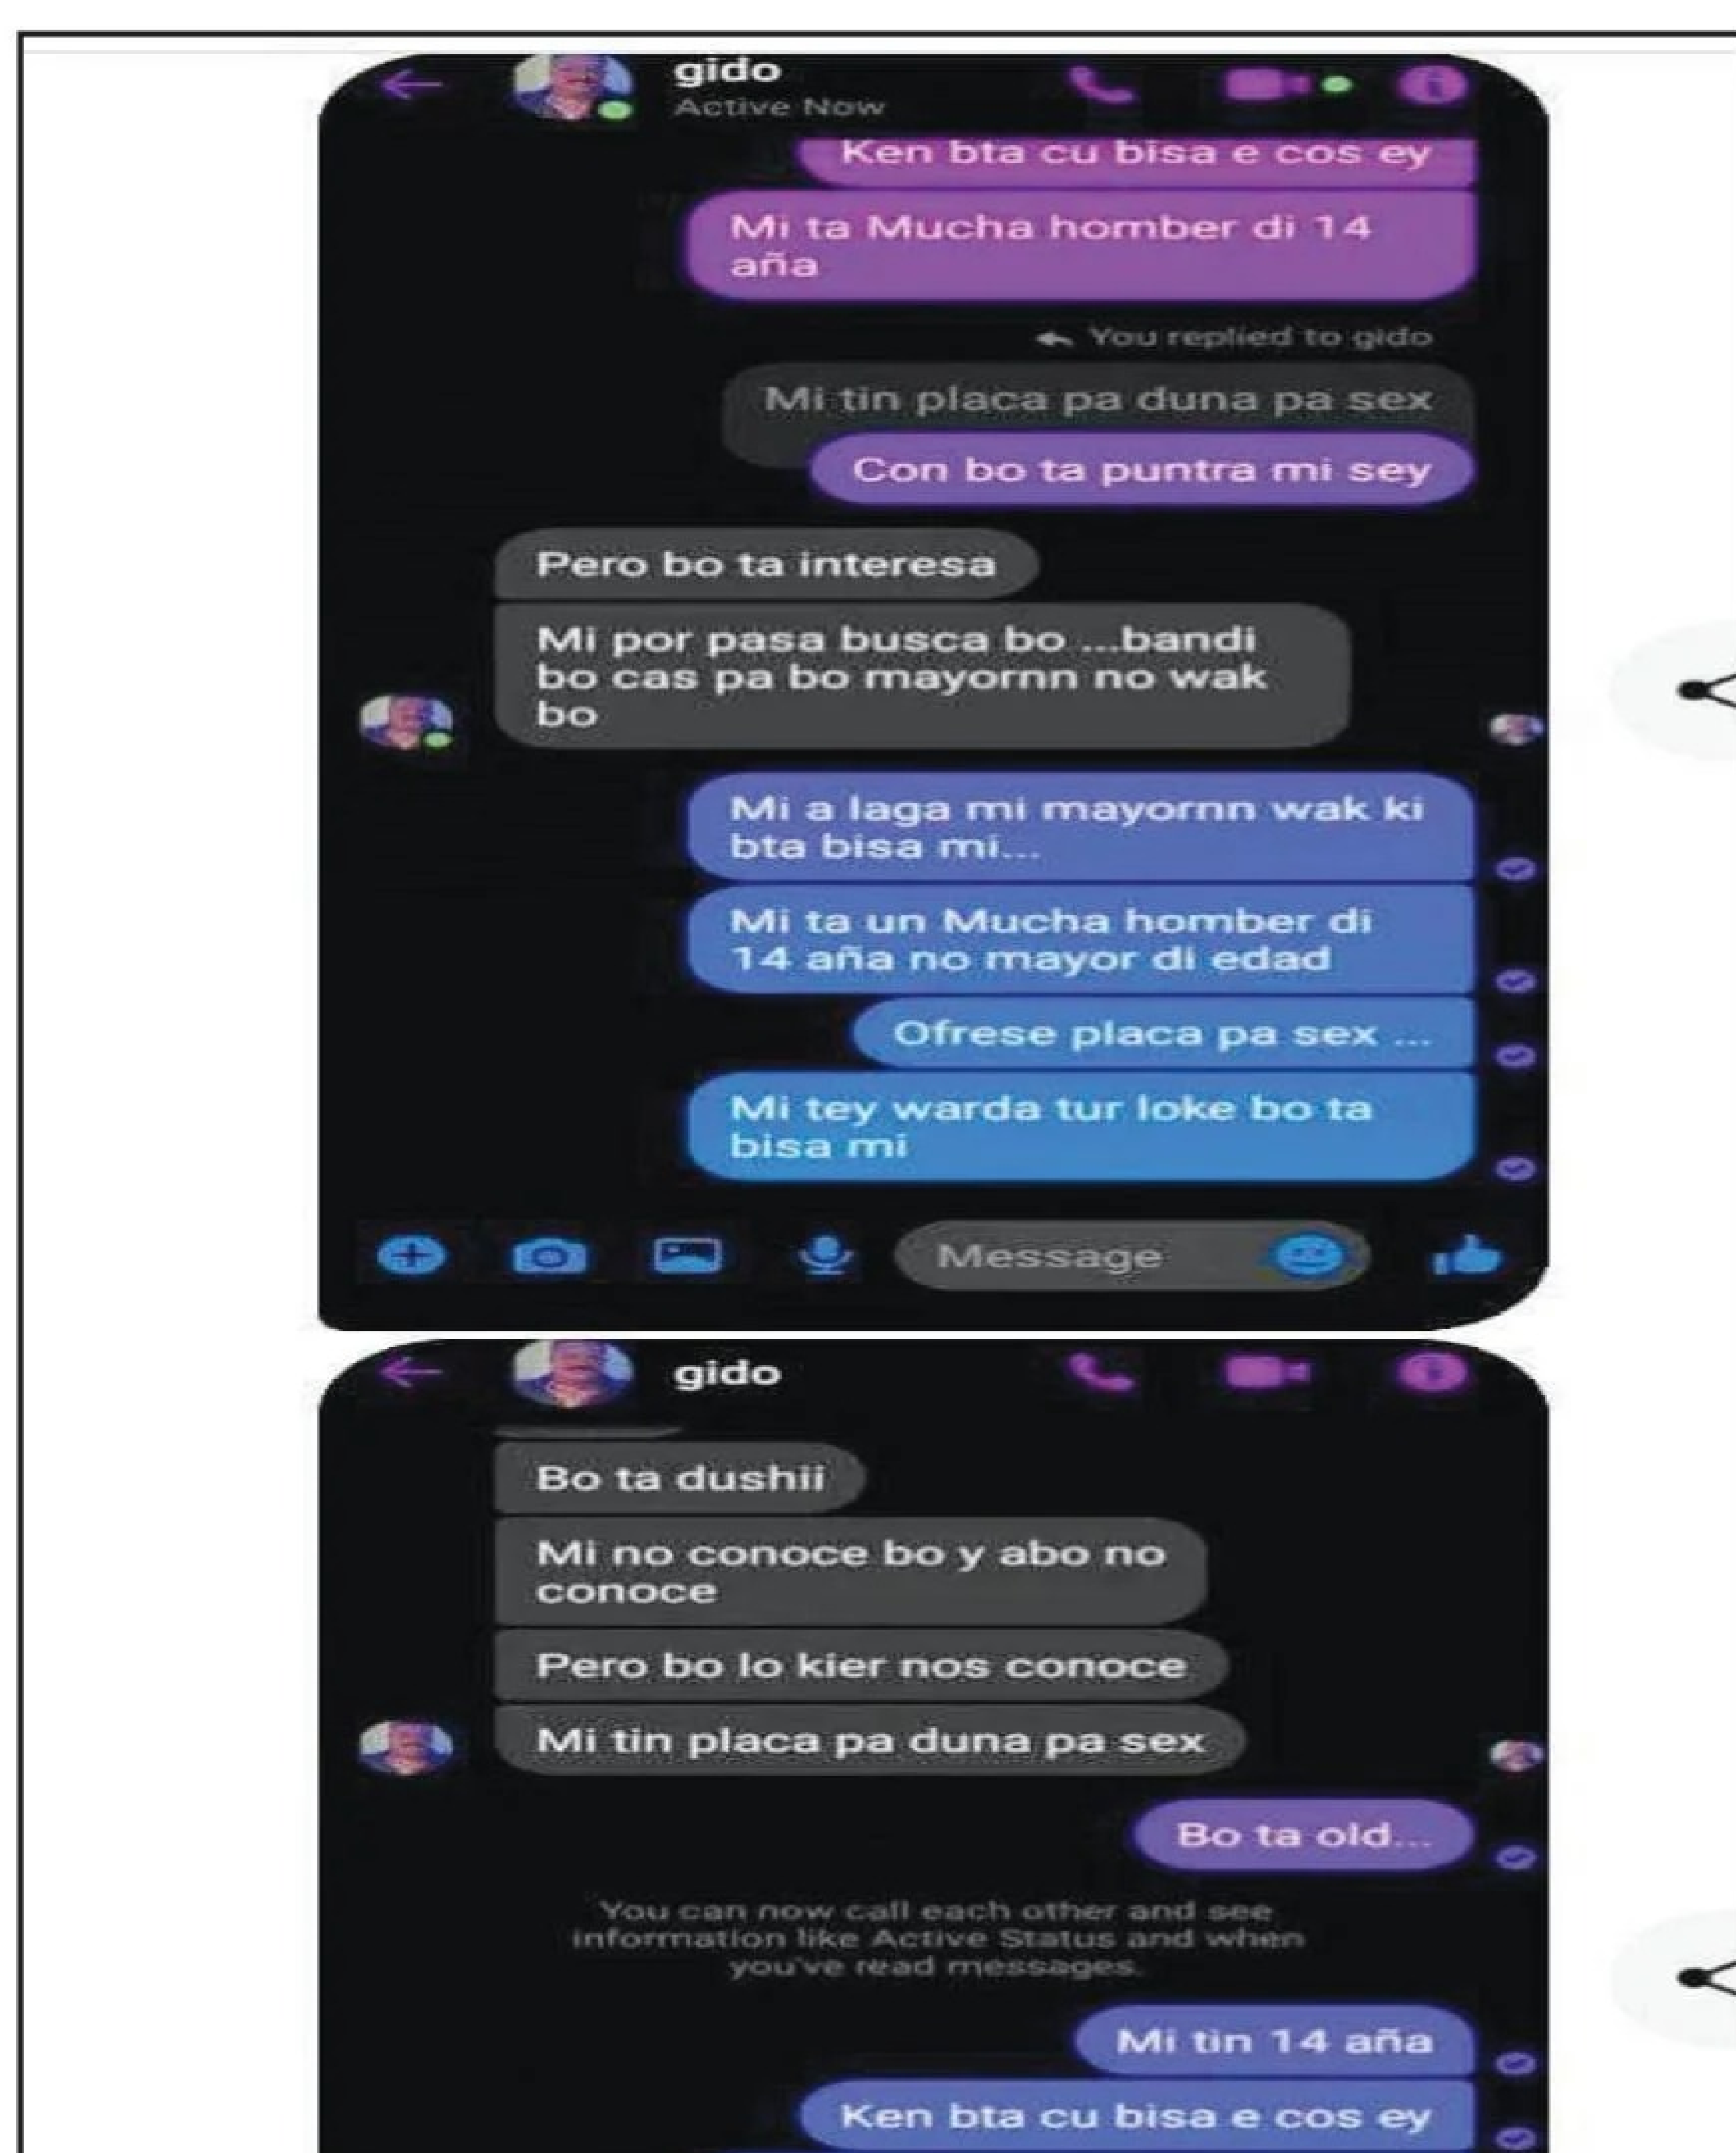 gido
Active Now
Ken bta cu bisa e cos ey
Mi ta Mucha homber di 14
aña
You replied to gido
Mi tin placa pa duna pa sex
Con bo ta puntra mi sey
Pero bo ta interesa
Mi por pasa busca bo ...bandi
bo cas pa bo mayornn no wak
bo
Mi a laga mi mayornn wak ki
bta bisa mi...
Mi ta un Mucha homber di
14 aña no mayor di edad
Ofrese placa pa sex ...
Mi tey warda tur loke bo ta
bisa mi
Message
gido
Bo ta dushii
Mi no conoce bo y abo no
conoce
Pero bo lo kier nos conoce
Mi tin placa pa duna pa sex
Bo ta old...
You can now call each other and see
information like Active Status and when
you've read messages.
Mi tin 14 aña
Ken bta cu bisa e cos ey